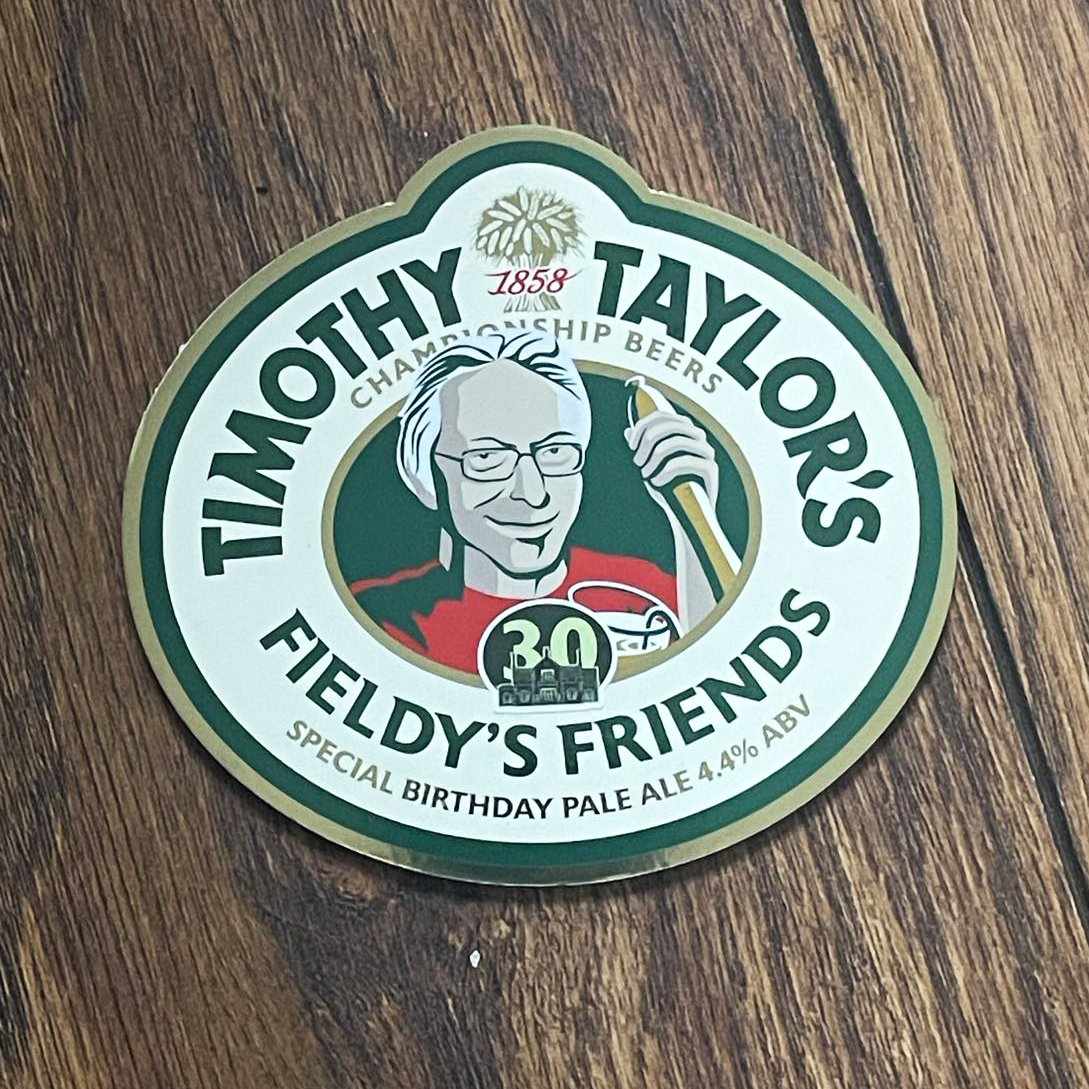 TIMOTHY TAYLOR'S
1858
CHAMPIONSHIP BEERS
30
FIELDY'S FRIENDS
SPECIAL BIRTHDAY PALE ALE 4.4% ABV